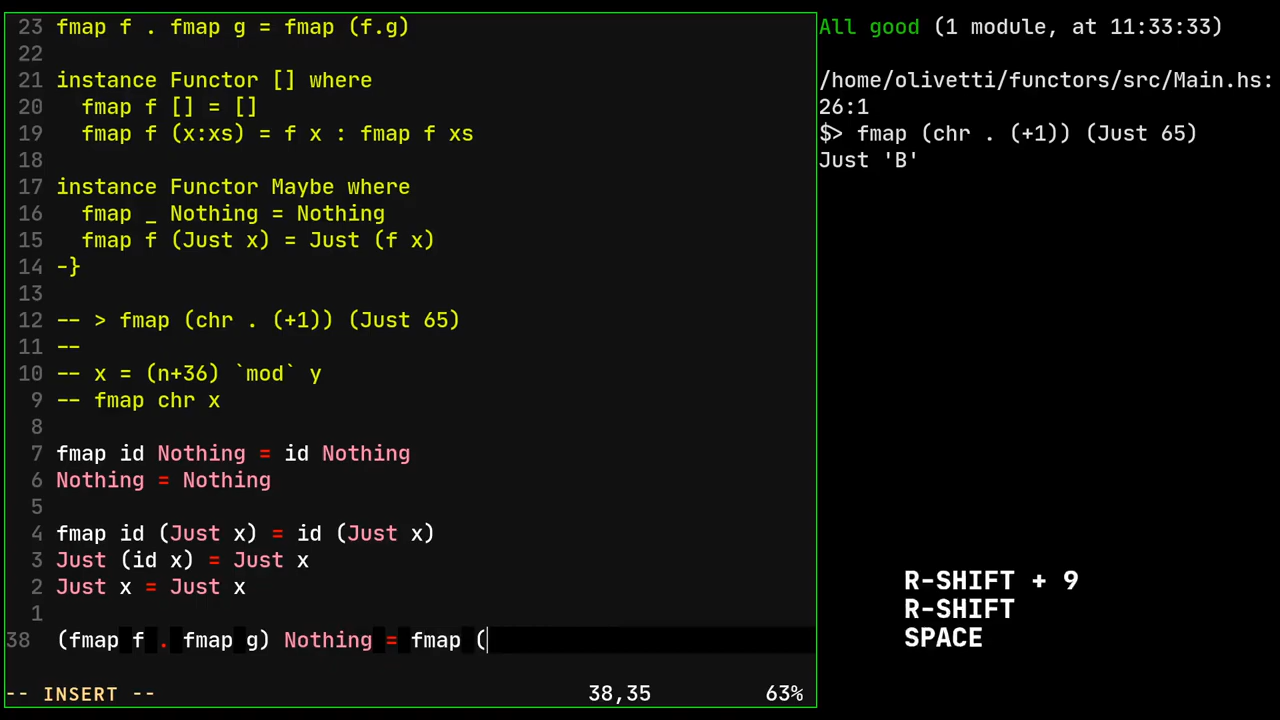 23 fmap f . fmap g = fmap (f.g)
22
21 instance Functor [] where
20   fmap f [] = []
19   fmap f (x:xs) = f x : fmap f xs
18
17 instance Functor Maybe where
16   fmap _ Nothing = Nothing
15   fmap f (Just x) = Just (f x)
14 -}
13
12 -- > fmap (chr . (+1)) (Just 65)
11 --
10 -- x = (n+36) `mod` y
9 -- fmap chr x
8
7 fmap id Nothing = id Nothing
6 Nothing = Nothing
5
4 fmap id (Just x) = id (Just x)
3 Just (id x) = Just x
2 Just x = Just x
1
38 (fmap f . fmap g) Nothing = fmap (
-- INSERT -- 38,35 63%
All good (1 module, at 11:33:33)
/home/olivetti/functors/src/Main.hs:
26:1
$> fmap (chr . (+1)) (Just 65)
Just 'B'
R-SHIFT + 9
R-SHIFT
SPACE